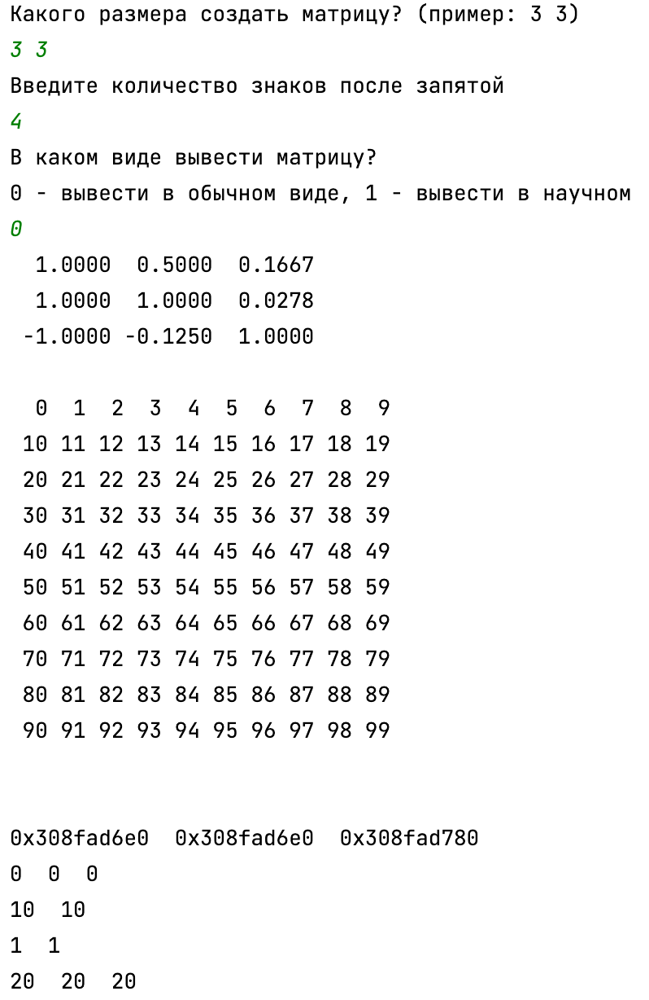 Какого размера создать матрицу? (пример: 3 3)
3 3
Введите количество знаков после запятой
4
В каком виде вывести матрицу?
0 - вывести в обычном виде, 1 - вывести в научном
0
1.0000 0.5000 0.1667
1.0000 1.0000 0.0278
-1.0000 -0.1250 1.0000
0 1 2 3 4 5 6 7 8 9
10 11 12 13 14 15 16 17 18 19
20 21 22 23 24 25 26 27 28 29
30 31 32 33 34 35 36 37 38 39
40 41 42 43 44 45 46 47 48 49
50 51 52 53 54 55 56 57 58 59
60 61 62 63 64 65 66 67 68 69
70 71 72 73 74 75 76 77 78 79
80 81 82 83 84 85 86 87 88 89
90 91 92 93 94 95 96 97 98 99
0x308fad6e0 0x308fad6e0 0x308fad780
0 0 0
10 10
1 1
20 20 20